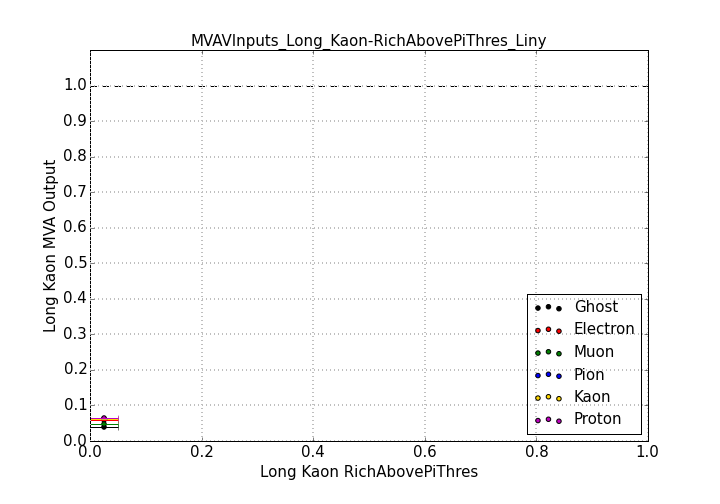 MVAVInputs_Long_Kaon-RichAbovePiThres_Liny
Long Kaon MVA Output
1.0
0.9
0.8
0.7
0.6
0.5
0.4
0.3
0.2
0.1
0.0
Ghost
Electron
Muon
Pion
Kaon
Proton
0.0 0.2 0.4 0.6 0.8 1.0
Long Kaon RichAbovePiThres